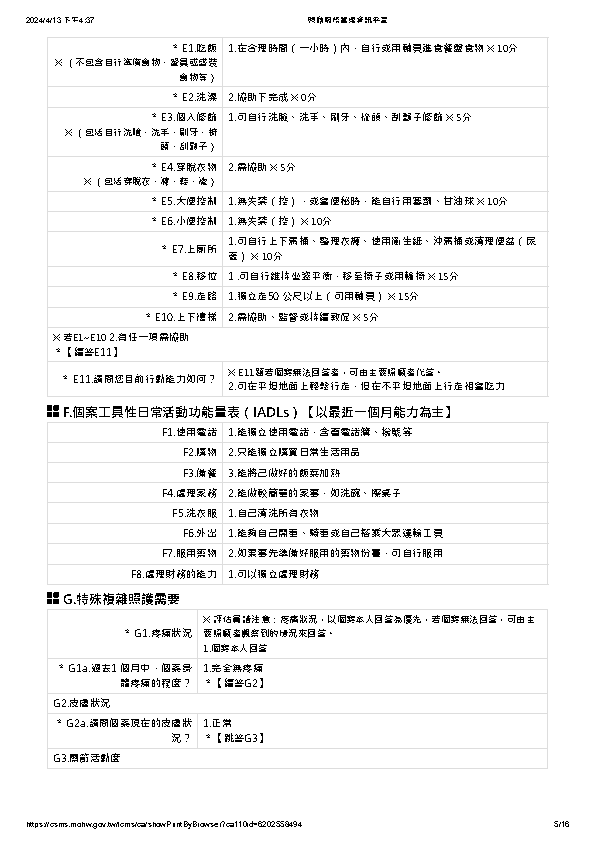 2024/4/13 下午4:37
照顧服務管理資訊平臺
* E1.吃飯
※（不包含自行準備食物、餐具或盛裝
食物等）
1.在合理時間（一小時）內，自行或用輔具進食餐盤食物 × 10分
* E2.洗澡
2.協助下完成 × 0分
* E3.個人修飾
※（包括自行洗臉、洗手、刷牙、梳
頭、刮鬍子）
1.可自行洗臉、洗手、刷牙、梳頭、刮鬍子修飾 × 5分
* E4.穿脫衣物
※（包括穿脫衣、褲、鞋、襪）
2.需協助 × 5分
* E5.大便控制
1.無失禁（控），或當便秘時，能自行用塞劑、甘油球 × 10分
* E6.小便控制
1.無失禁（控） × 10分
* E7.上廁所
1.可自行上下馬桶、整理衣褲、使用衛生紙、沖馬桶或清理便盆（尿
壺） × 10分
* E8.移位
1 .可自行維持坐姿平衡，移至椅子或用輪椅 × 15分
* E9.走路
1.獨立走50 公尺以上（可用輔具） × 15分
* E10.上下樓梯
2.需協助、監督或持續敦促 × 5分
※ 若E1~E10 2.有任一項需協助
*【續答E11】
* E11.請問您目前行動能力如何？
※E11題若個案無法回答者，可由主要照顧者代答。
2.可在平坦地面上輕鬆行走，但在不平坦地面上行走相當吃力
F.個案工具性日常活動功能量表（IADLs）【以最近一個月能力為主】
F1.使用電話
1.能獨立使用電話，含查電話簿、撥號等
F2.購物
2.只能獨立購買日常生活用品
F3.備餐
3.能將已做好的飯菜加熱
F4.處理家務
2.能做較簡單的家事，如洗碗、擦桌子
F5.洗衣服
1.自己清洗所有衣物
F6.外出
1.能夠自己開車、騎車或自己搭乘大眾運輸工具
F7.服用藥物
2.如果事先準備好服用的藥物份量，可自行服用
F8.處理財務的能力
1.可以獨立處理財務
G.特殊複雜照護需要
* G1.疼痛狀況
※ 評估員請注意：疼痛狀況，以個案本人回答為優先，若個案無法回答，可由主
要照顧者觀察到的情況來回答。
1.個案本人回答
* G1a.過去1 個月中，個案身
體疼痛的程度？
1.完全無疼痛
*【續答G2】
G2.皮膚狀況
* G2a.請問個案現在的皮膚狀
況？
1.正常
*【跳答G3】
G3.關節活動度
https://csms.mohw.gov.tw/lcms/ca/showPrintByBrowser?ca110id=6202558494
5/16